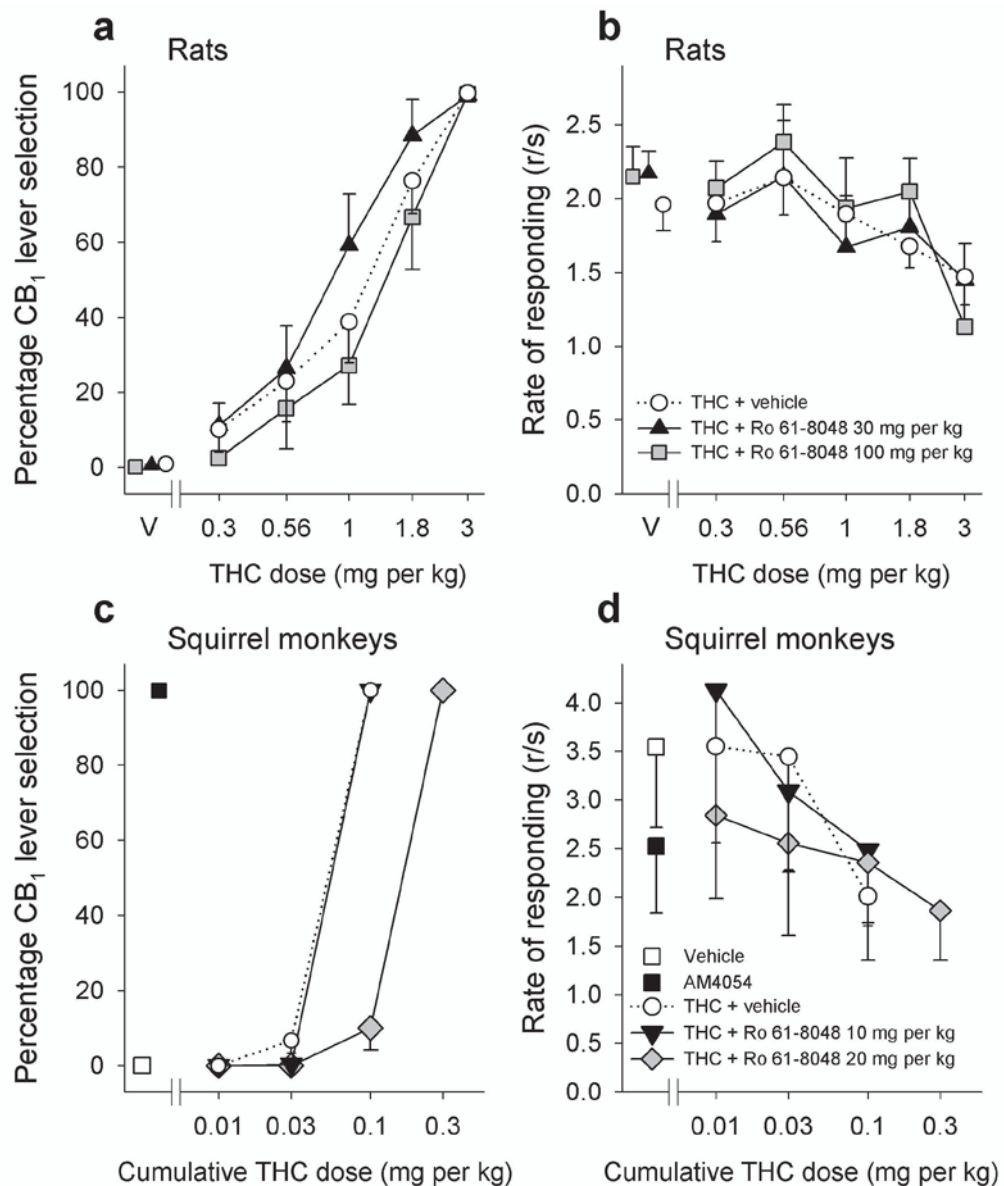 a
Rats
Percentage CB₁ lever selection
100
80
60
40
20
0
V
0.3
0.56
1
1.8
3
THC dose (mg per kg)
b
Rats
Rate of responding (r/s)
2.5
2.0
1.5
1.0
0.5
0.0
THC + vehicle
THC + Ro 61-8048 30 mg per kg
THC + Ro 61-8048 100 mg per kg
V
0.3
0.56
1
1.8
3
THC dose (mg per kg)
c
Squirrel monkeys
Percentage CB₁ lever selection
100
80
60
40
20
0
0.01
0.03
0.1
0.3
Cumulative THC dose (mg per kg)
d
Squirrel monkeys
Rate of responding (r/s)
4.0
3.5
3.0
2.5
2.0
1.5
1.0
0.5
0.0
Vehicle
AM4054
THC + vehicle
THC + Ro 61-8048 10 mg per kg
THC + Ro 61-8048 20 mg per kg
0.01
0.03
0.1
0.3
Cumulative THC dose (mg per kg)